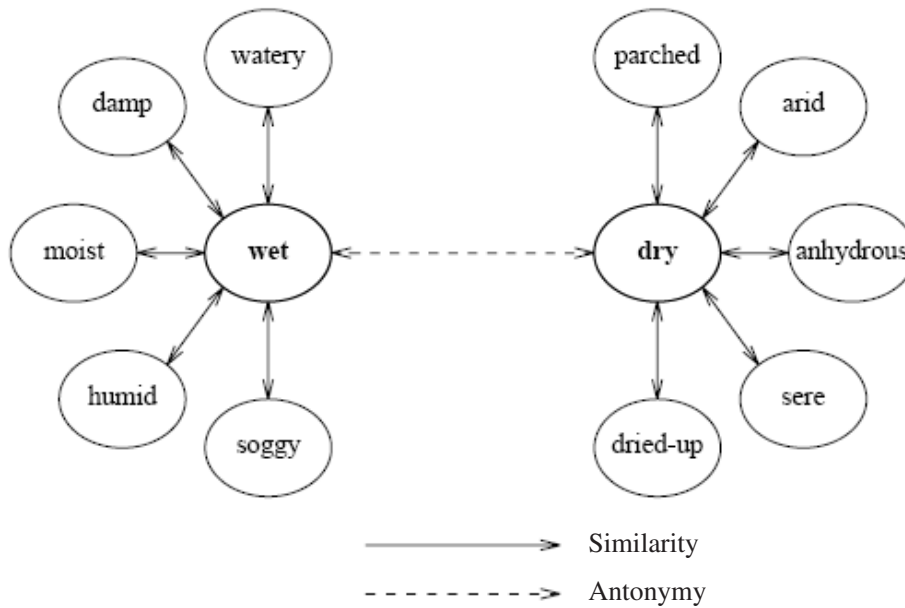 watery
parched
damp
arid
moist
wet
dry
anhydrous
humid
sere
soggy
dried-up
Similarity
Antonymy